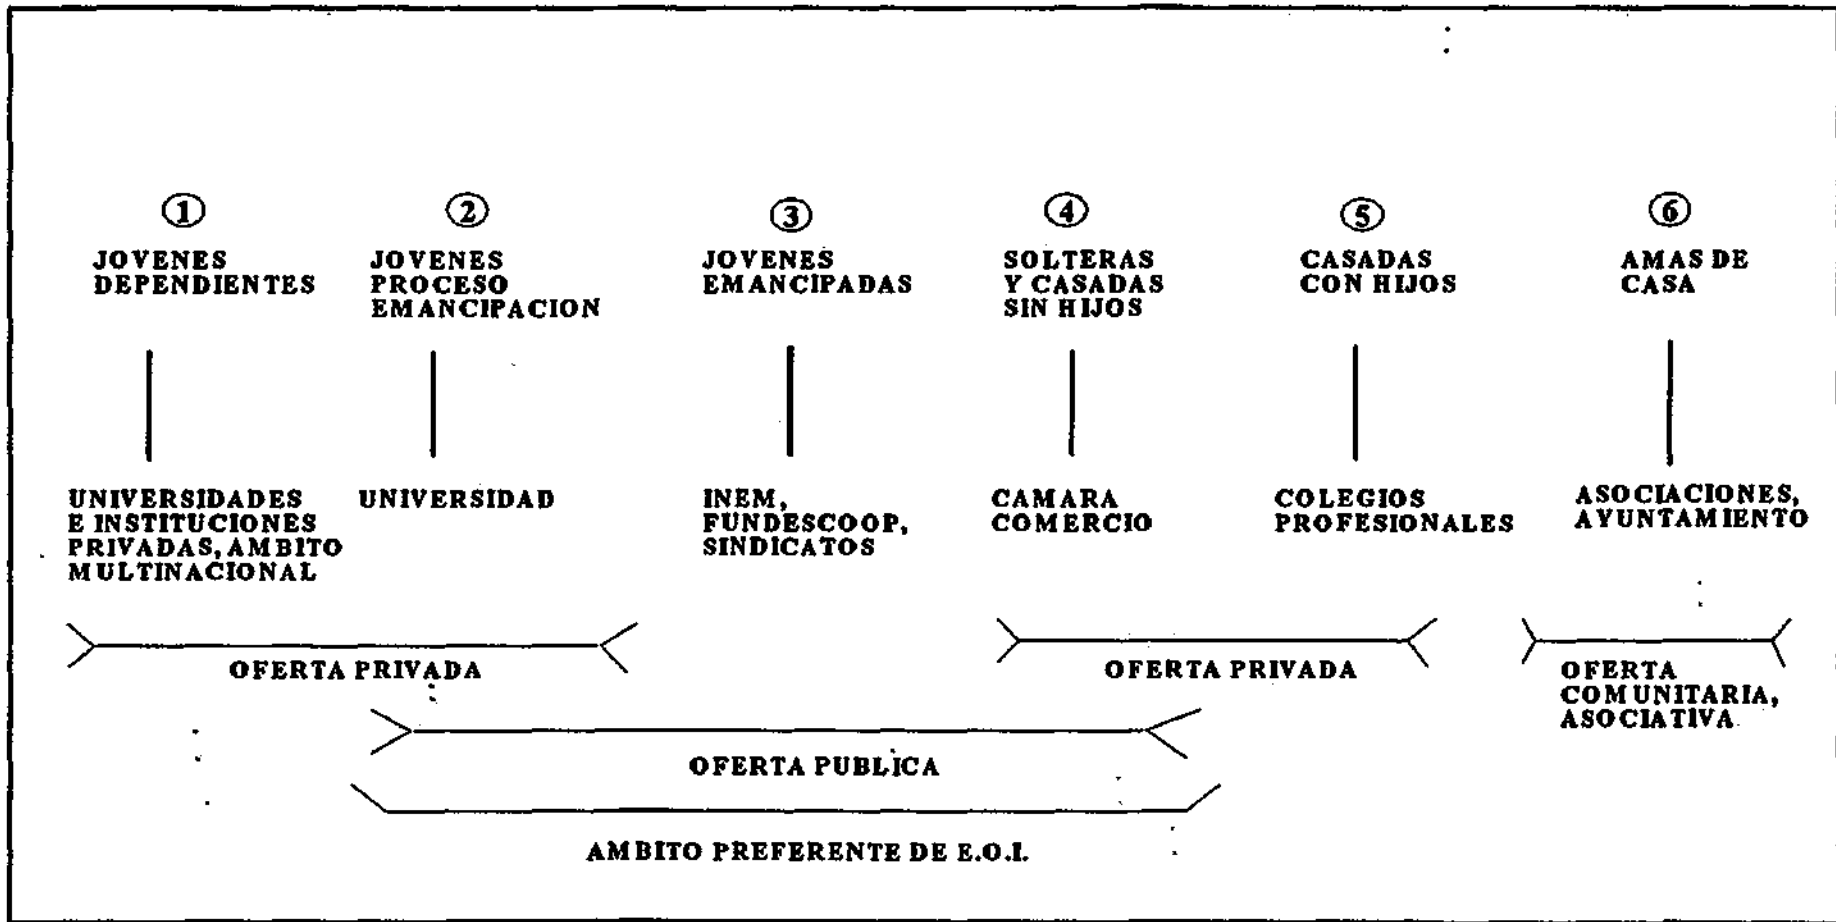 1
JOVENES
DEPENDIENTES
2
JOVENES
PROCESO
EMANCIPACION
3
JOVENES
EMANCIPADAS
4
SOLTERAS
Y CASADAS
SIN HIJOS
5
CASADAS
CON HIJOS
6
AMAS DE
CASA
UNIVERSIDADES
E INSTITUCIONES
PRIVADAS, AMBITO
MULTINACIONAL
UNIVERSIDAD
INEM,
FUNDESCOOP,
SINDICATOS
CAMARA
COMERCIO
COLEGIOS
PROFESIONALES
ASOCIACIONES,
AYUNTAMIENTO
OFERTA PRIVADA
OFERTA PRIVADA
OFERTA
COMUNITARIA,
ASOCIATIVA
OFERTA PUBLICA
AMBITO PREFERENTE DE E.O.I.